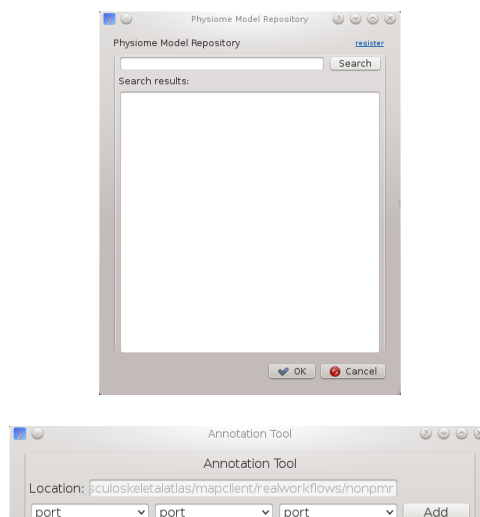 Physiome Model Repository
Physiome Model Repository register
Search
Search results:
OK Cancel
Annotation Tool
Annotation Tool
Location: sculoskeletalatlas/mapclient/realworkflows/nonpmr
port port port Add